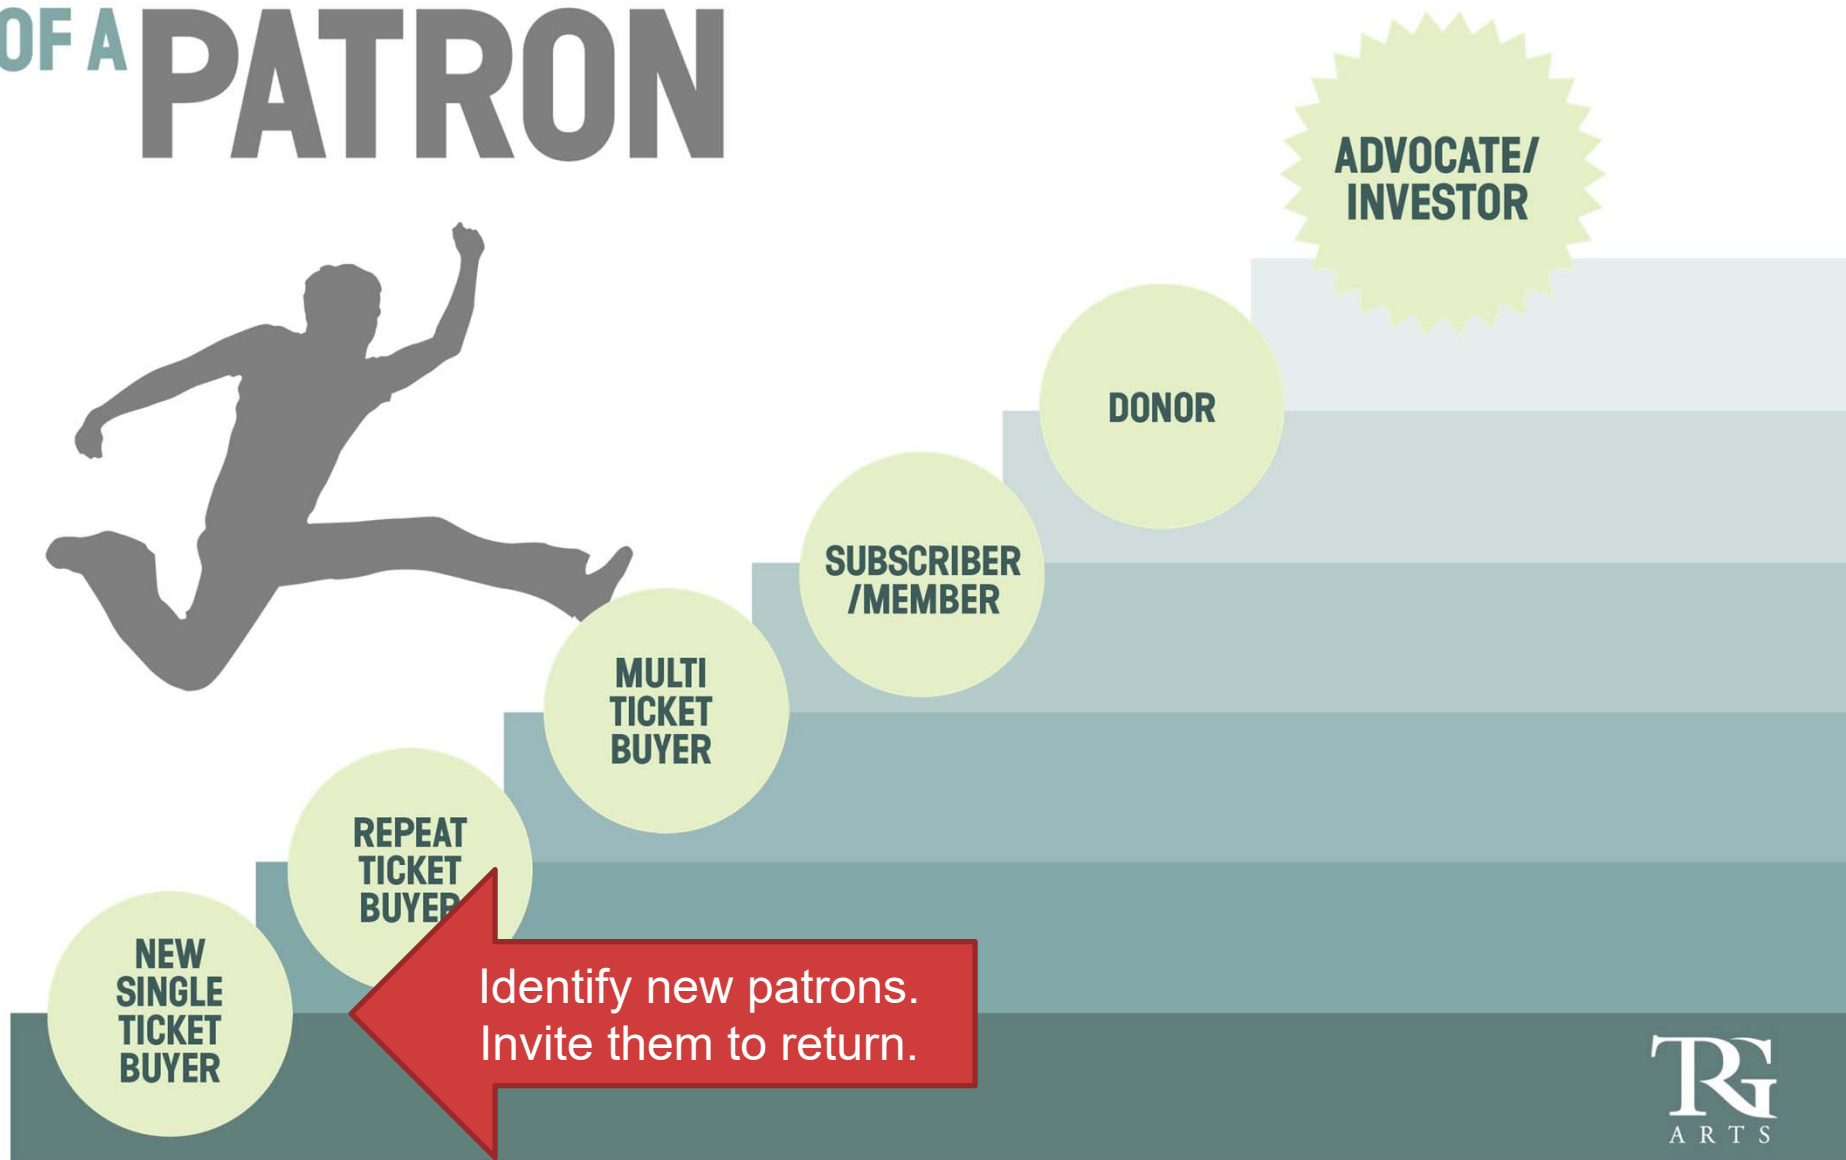 OF A PATRON
ADVOCATE/
INVESTOR
DONOR
SUBSCRIBER
/MEMBER
MULTI
TICKET
BUYER
REPEAT
TICKET
BUYER
NEW
SINGLE
TICKET
BUYER
Identify new patrons.
Invite them to return.
TRG
ARTS